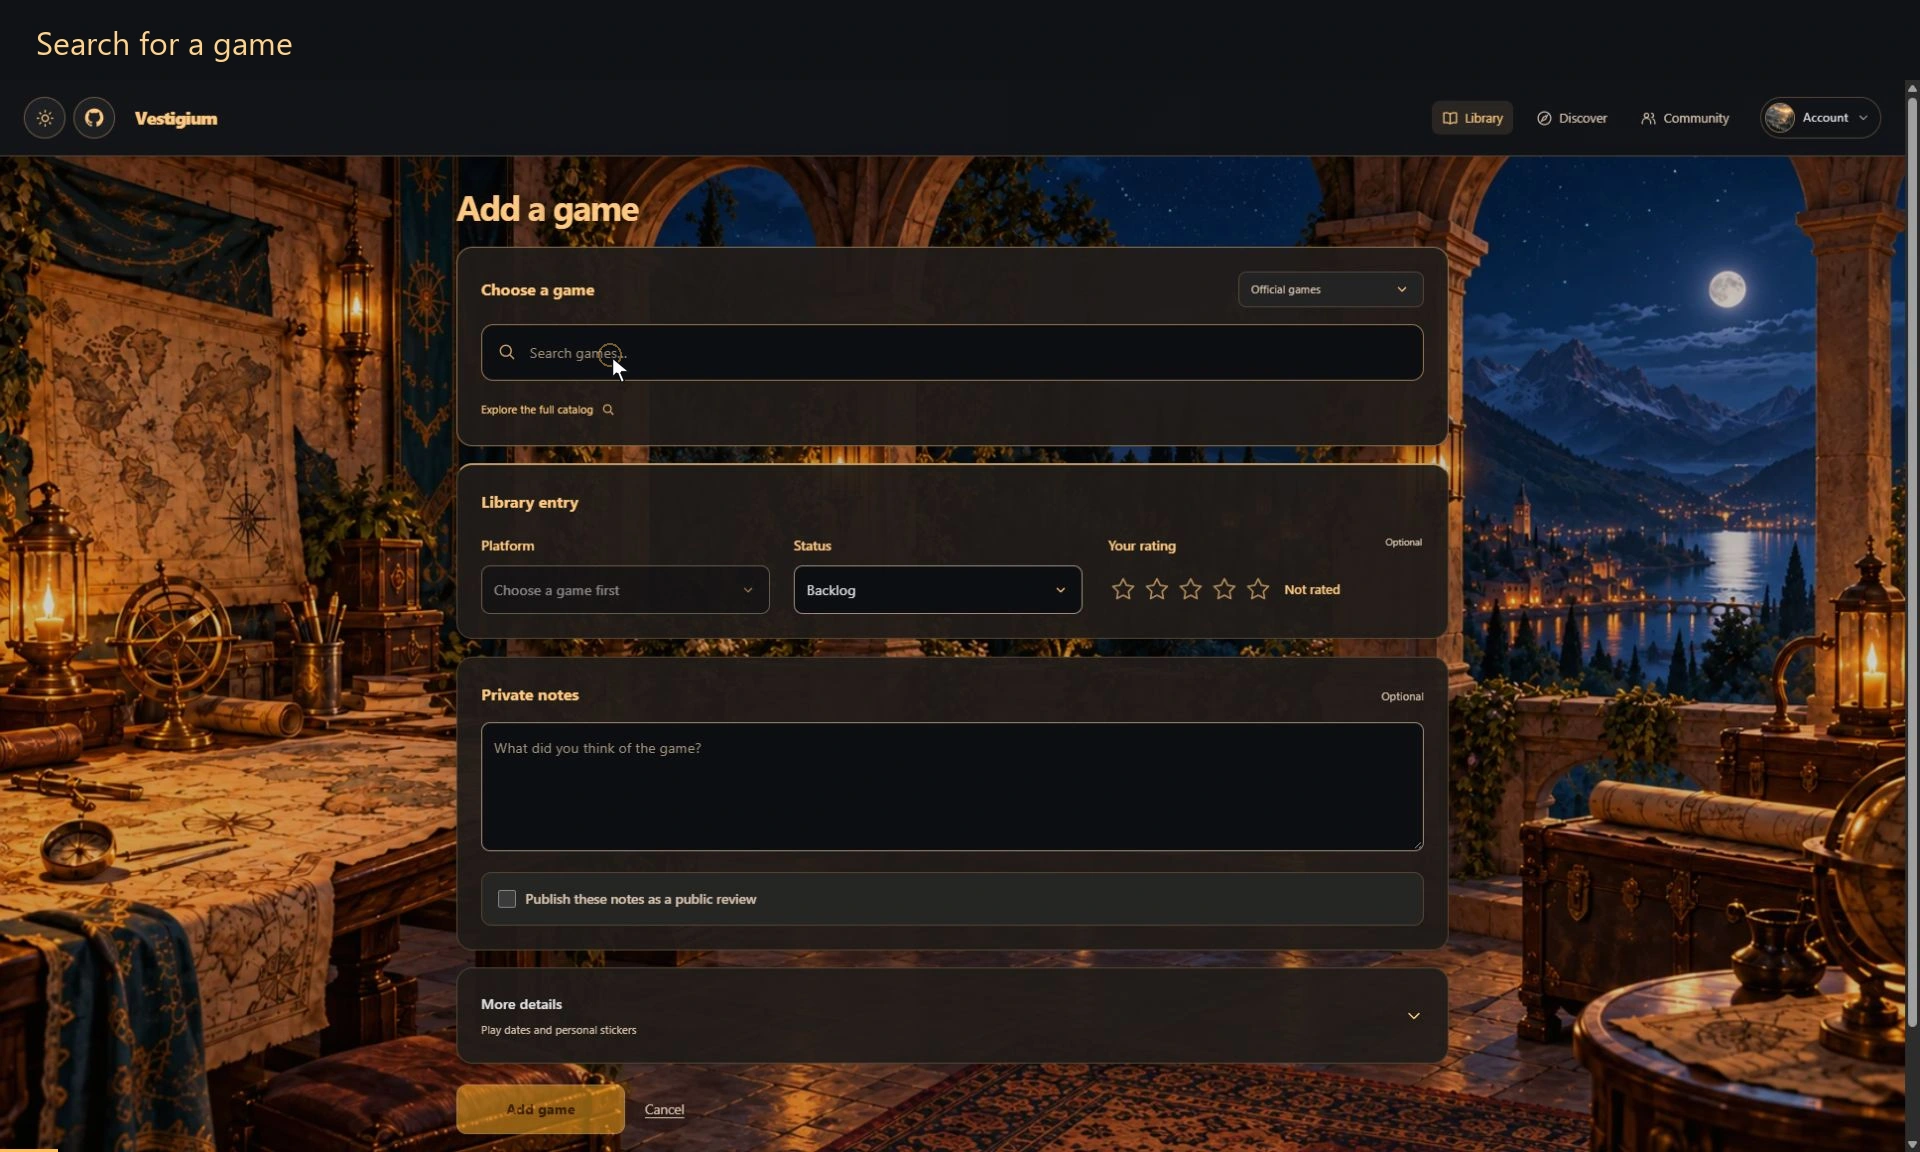 Search for a game
Vestigium
Library
Discover
Community
Account
Add a game
Choose a game
Official games
Search games...
Explore the full catalog
Library entry
Platform
Status
Your rating
Optional
Choose a game first
Backlog
Not rated
Private notes
Optional
What did you think of the game?
Publish these notes as a public review
More details
Play dates and personal stickers
Add game
Cancel